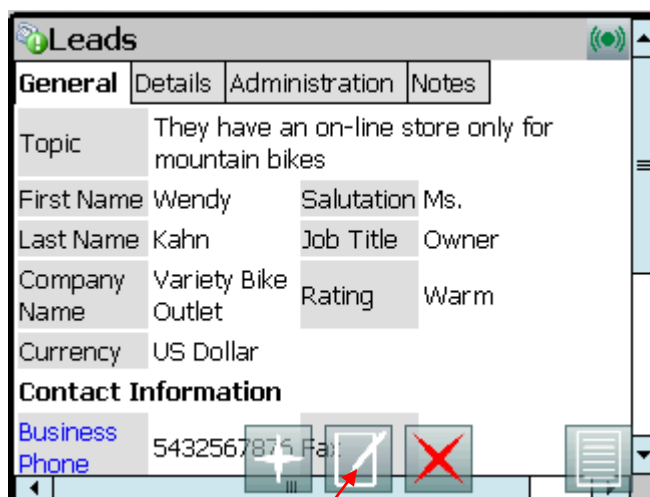 Leads
General Details Administration Notes
Topic They have an on-line store only for
mountain bikes
First Name Wendy Salutation Ms.
Last Name Kahn Job Title Owner
Company Name Variety Bike Outlet Rating Warm
Currency US Dollar
Contact Information
Business Phone 5432567876 Fax